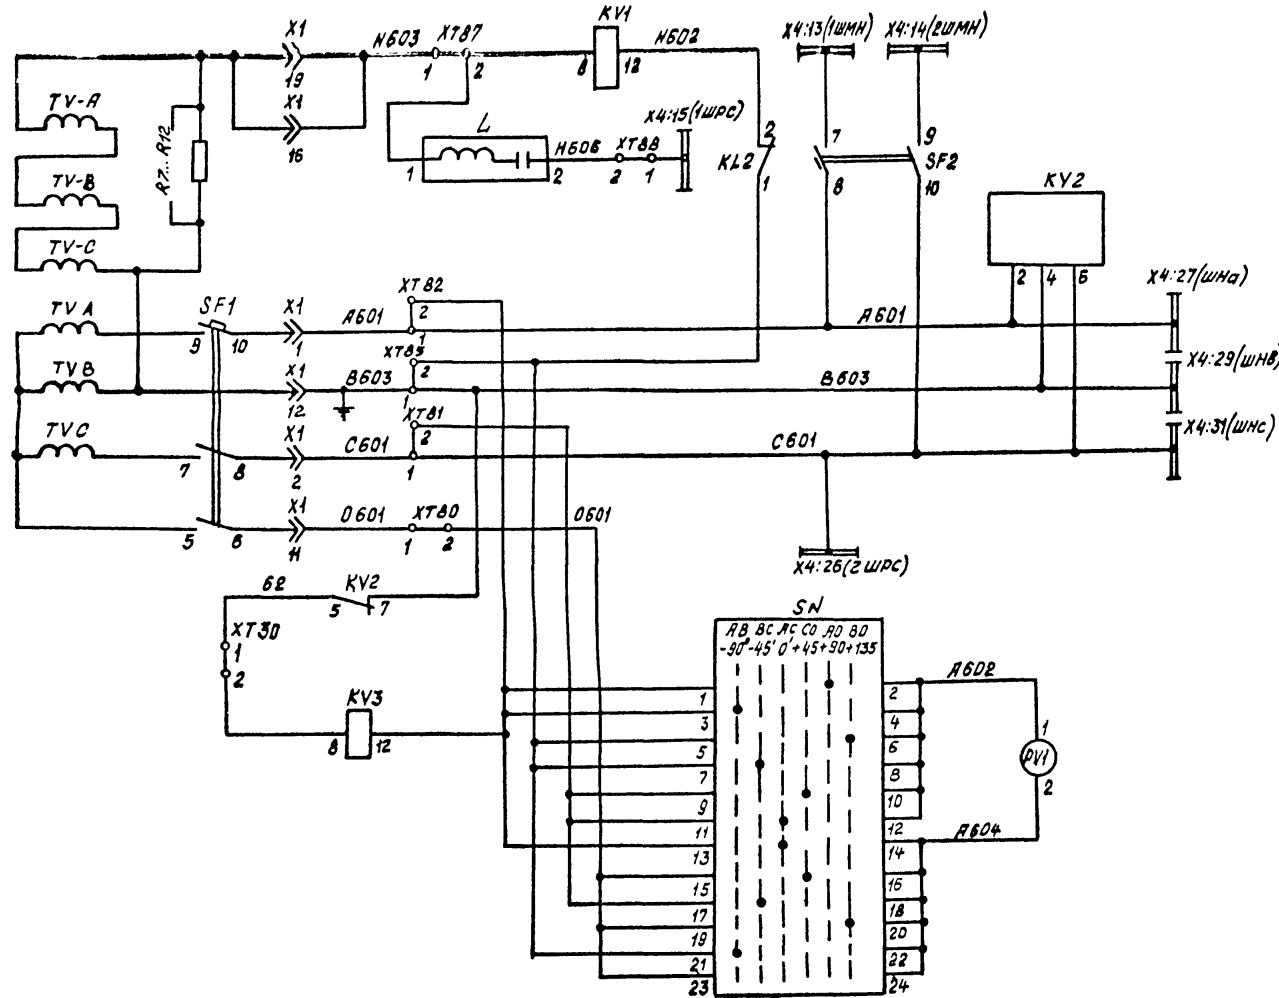 X1
H603
XT87
KV1
H602
X4:13(1ШМН)
X4:14(2ШМН)
19
1
2
8
12
TV-A
X1
16
R7...R12
L
H606
XT88
X4:15(1ШРС)
1
2
2
1
2
KL2
1
7
8
9
SF2
10
TV-B
KY2
TV-C
2
4
6
X4:27(ШНа)
TVA
SF1
X1
A601
XT82
2
A601
9
10
1
1
XT83
X4:29(ШНВ)
TVB
X1
B603
2
B603
12
1
XT81
TVC
X1
C601
2
C601
X4:31(ШНС)
7
8
2
1
X1
0601
XT80
0601
5
6
11
1
2
X4:26(2ШРС)
62
KV2
5
7
XT30
1
2
KV3
8
12
SN
AB BC AC CO AO BO
-90° -45' 0' +45 +90 +135
1
2
3
4
5
6
7
8
9
10
11
12
13
14
15
16
17
18
19
20
21
22
23
24
A602
1
PV1
2
A604